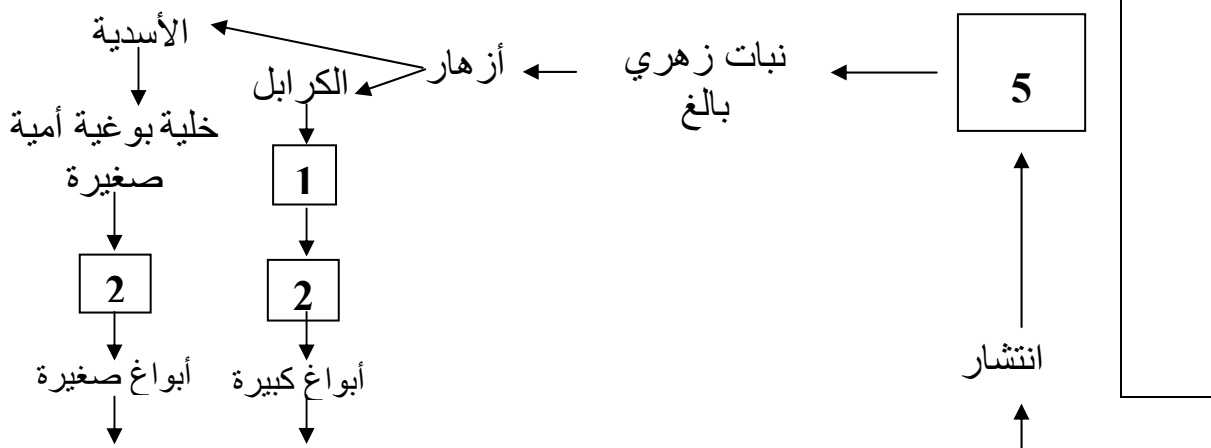 5
نبات زهري
بالغ
أزهار
الأسدية
الكرابل
خلية بوغية أمية
صغيرة
1
2
2
أبواغ كبيرة
أبواغ صغيرة
انتشار